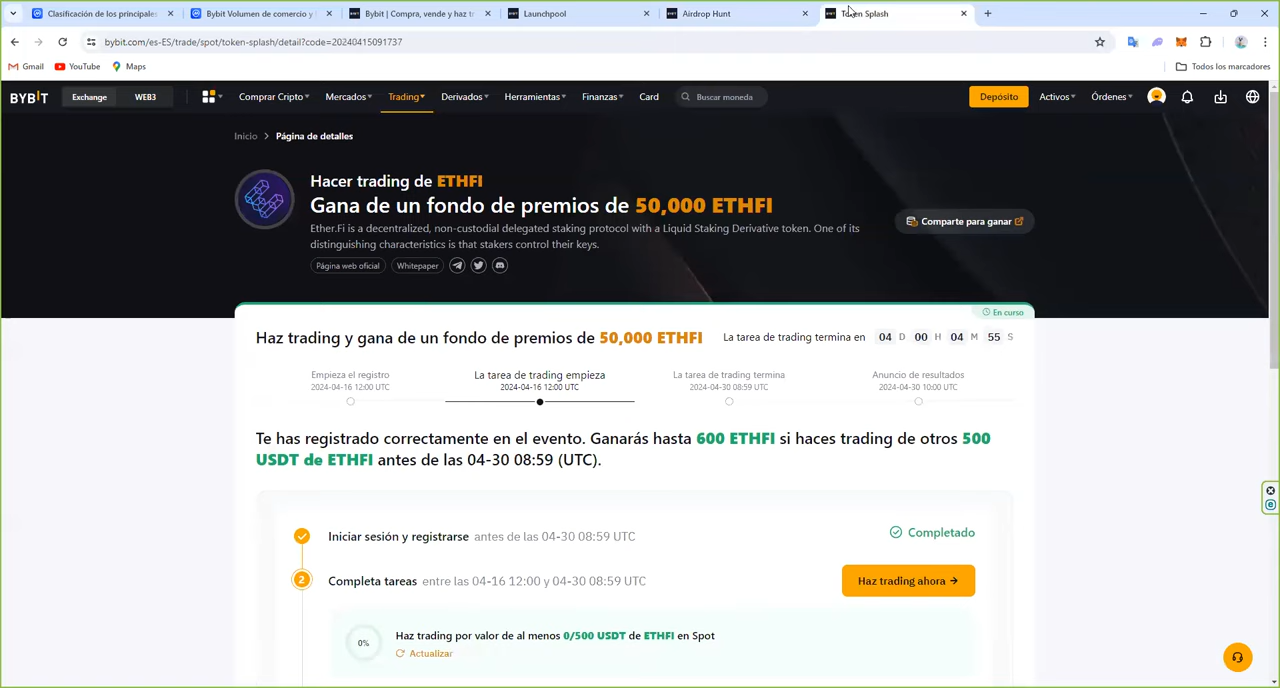 Clasificación de los principales
Bybit Volumen de comercio y
Bybit | Compra, vende y haz t
Launchpool
Airdrop Hunt
Token Splash
bybit.com/es-ES/trade/spot/token-splash/detail?code=20240415091737
Gmail
YouTube
Maps
Todos los marcadores
BYBIT
Exchange
WEB3
Comprar Cripto
Mercados
Trading
Derivados
Herramientas
Finanzas
Card
Buscar moneda
Depósito
Activos
Órdenes
Inicio > Página de detalles
Hacer trading de ETHFI
Gana de un fondo de premios de 50,000 ETHFI
Ether.Fi is a decentralized, non-custodial delegated staking protocol with a Liquid Staking Derivative token. One of its
distinguishing characteristics is that stakers control their keys.
Comparte para ganar
Página web oficial
Whitepaper
En curso
Haz trading y gana de un fondo de premios de 50,000 ETHFI
La tarea de trading termina en 04 D 00 H 04 M 55 S
Empieza el registro
2024-04-16 12:00 UTC
La tarea de trading empieza
2024-04-16 12:00 UTC
La tarea de trading termina
2024-04-30 08:59 UTC
Anuncio de resultados
2024-04-30 10:00 UTC
Te has registrado correctamente en el evento. Ganarás hasta 600 ETHFI si haces trading de otros 500
USDT de ETHFI antes de las 04-30 08:59 (UTC).
Iniciar sesión y registrarse antes de las 04-30 08:59 UTC
Completado
2 Completa tareas entre las 04-16 12:00 y 04-30 08:59 UTC
Haz trading ahora →
0%
Haz trading por valor de al menos 0/500 USDT de ETHFI en Spot
Actualizar